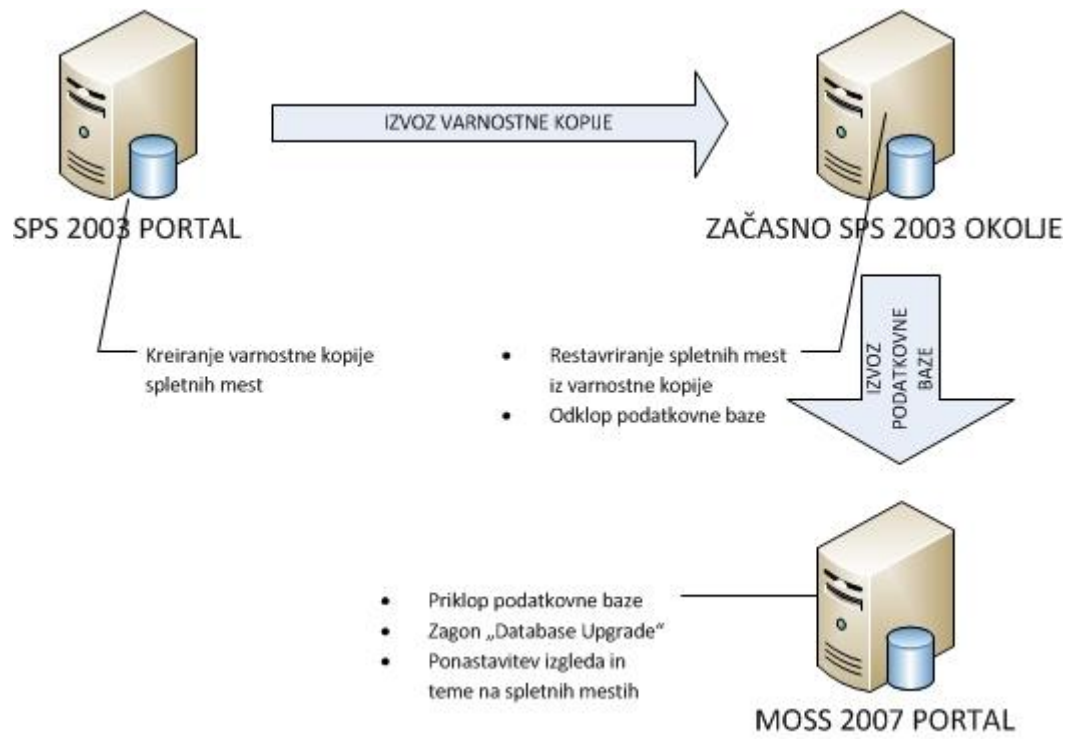 IZVOZ VARNOSTNE KOPIJE
SPS 2003 PORTAL
ZAČASNO SPS 2003 OKOLJE
Kreiranje varnostne kopije
spletnih mest
• Restavriranje spletnih mest
iz varnostne kopije
• Odklop podatkovne baze
IZVOZ
PODATKOVNE
BAZE
• Priklop podatkovne baze
• Zagon „Database Upgrade“
• Ponastavitev izgleda in
teme na spletnih mestih
MOSS 2007 PORTAL